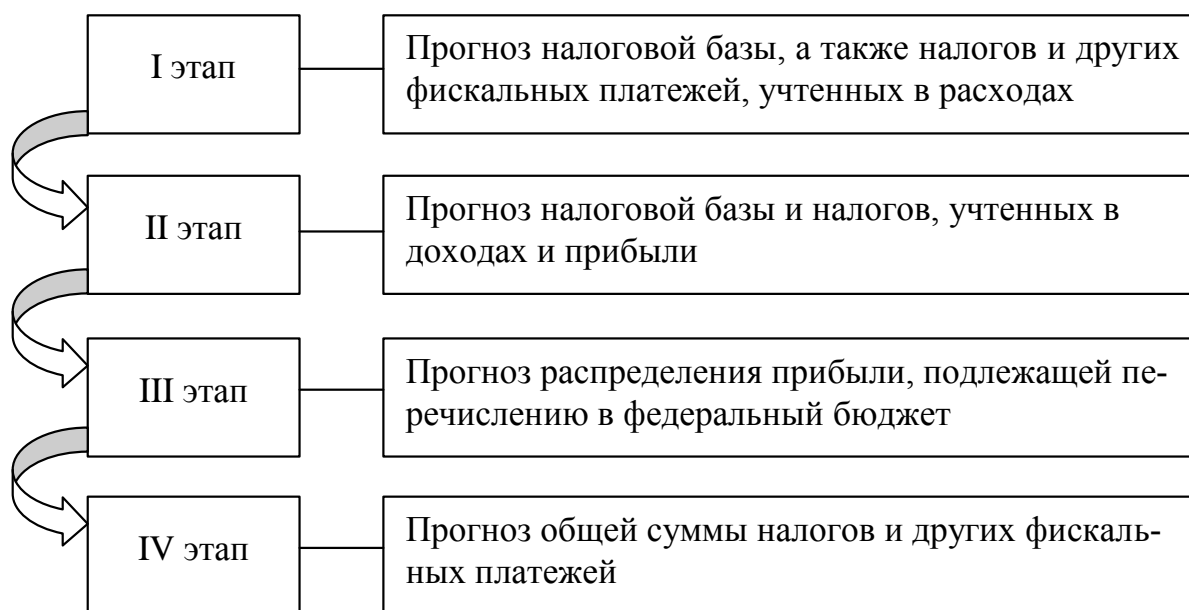 I этап
Прогноз налоговой базы, а также налогов и других
фискальных платежей, учтенных в расходах
II этап
Прогноз налоговой базы и налогов, учтенных в
доходах и прибыли
III этап
Прогноз распределения прибыли, подлежащей пе-
речислению в федеральный бюджет
IV этап
Прогноз общей суммы налогов и других фискаль-
ных платежей